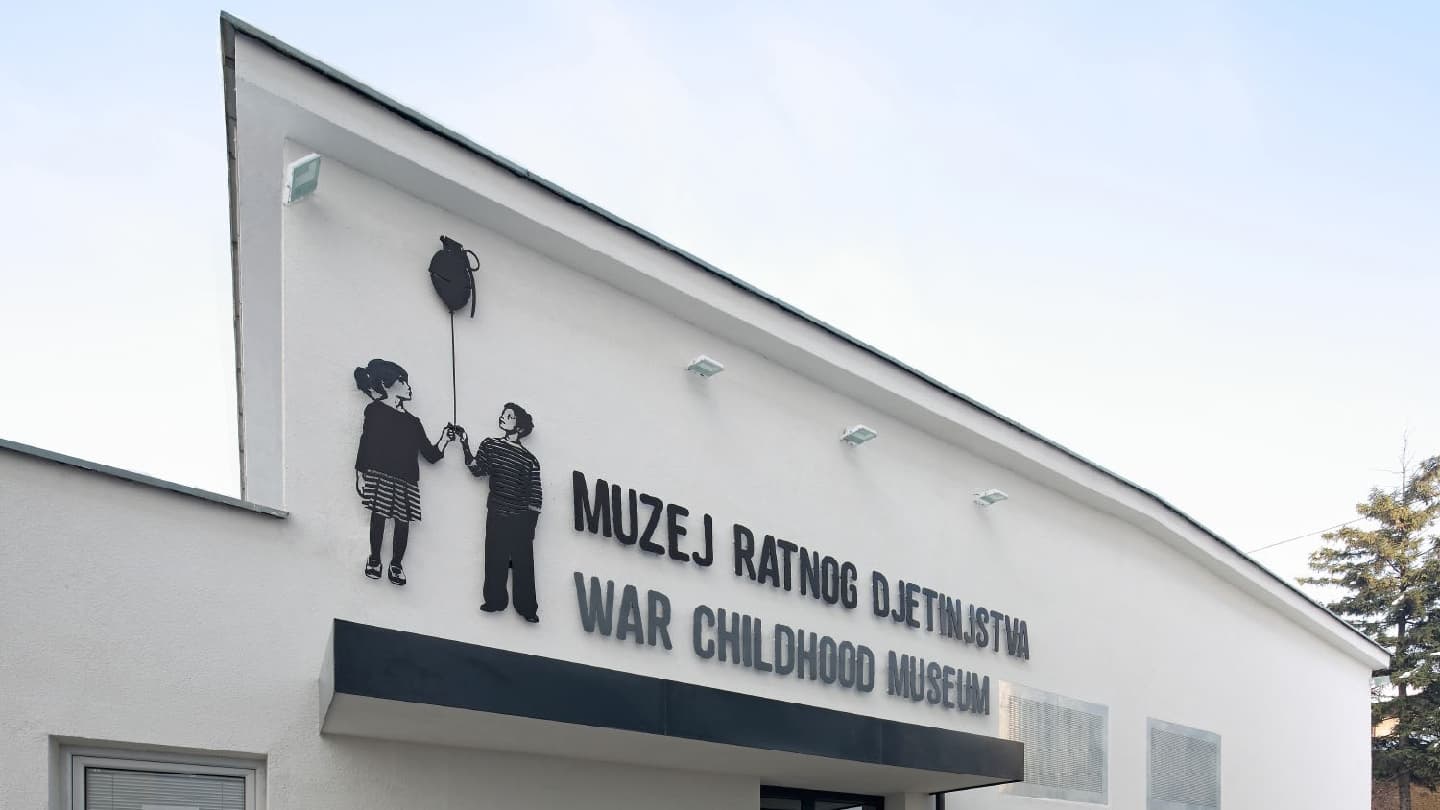 MUZEJ RATNOG DJETINJSTVA
WAR CHILDHOOD MUSEUM